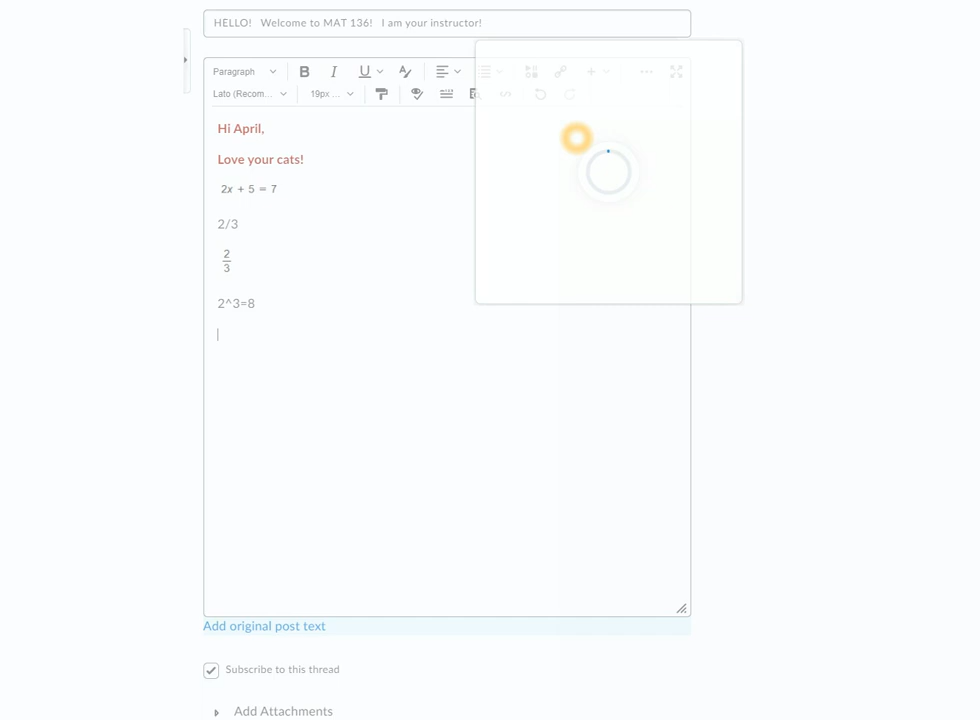 HELLO! Welcome to MAT 136! I am your instructor!
Paragraph B I U
Lato (Recom... 19px ...
Hi April,
Love your cats!
2x + 5 = 7
2/3
2
3
2^3=8
Add original post text
Subscribe to this thread
Add Attachments